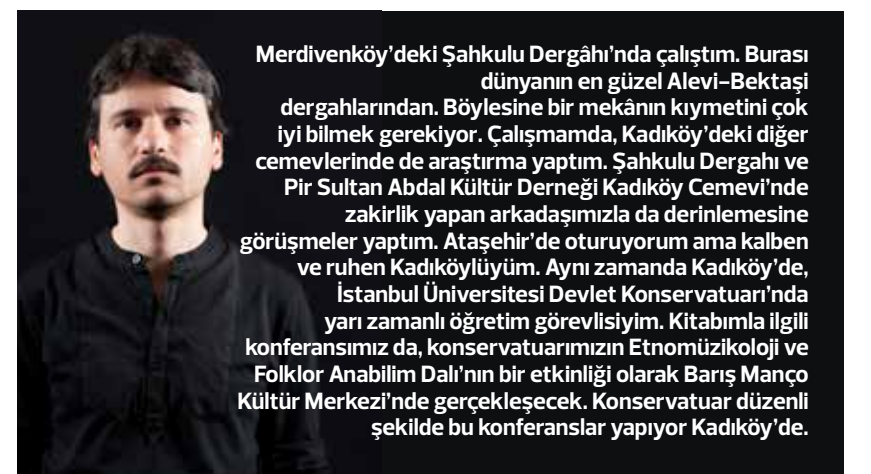 Merdivenköy’deki Şahkulu Dergâhı’nda çalıştım. Burası
dünyanın en güzel Alevi-Bektaşi
dergahlarından. Böylesine bir mekânın kıymetini çok
iyi bilmek gerekiyor. Çalışmamda, Kadıköy’deki diğer
cemevlerinde de araştırma yaptım. Şahkulu Dergahı ve
Pir Sultan Abdal Kültür Derneği Kadıköy Cemevi’nde
zakirlik yapan arkadaşımızla da derinlemesine
görüşmeler yaptım. Ataşehir’de oturuyorum ama kalben
ve ruhen Kadıköylüyüm. Aynı zamanda Kadıköy’de,
İstanbul Üniversitesi Devlet Konservatuarı’nda
yarı zamanlı öğretim görevlisiyim. Kitabımla ilgili
konferansımız da, konservatuarımızın Etnomüzikoloji ve
Folklor Anabilim Dalı’nın bir etkinliği olarak Barış Manço
Kültür Merkezi’nde gerçekleşecek. Konservatuar düzenli
şekilde bu konferanslar yapıyor Kadıköy’de.